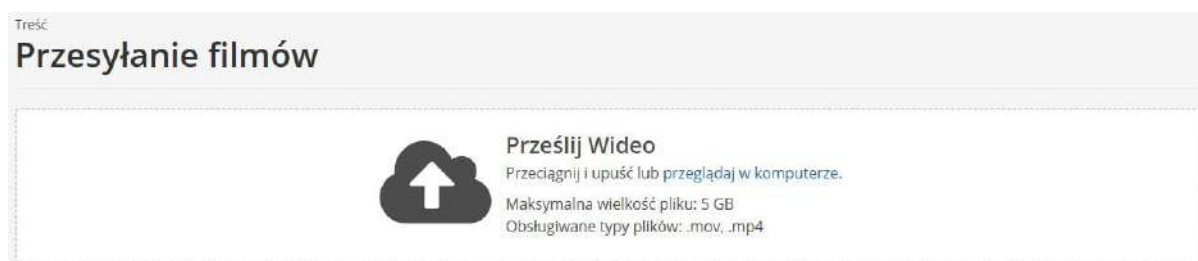 Treść
Przesyłanie filmów
Prześlij Wideo
Przeciągnij i upuść lub przeglądaj w komputerze.
Maksymalna wielkość pliku: 5 GB
Obsługiwane typy plików: .mov, .mp4